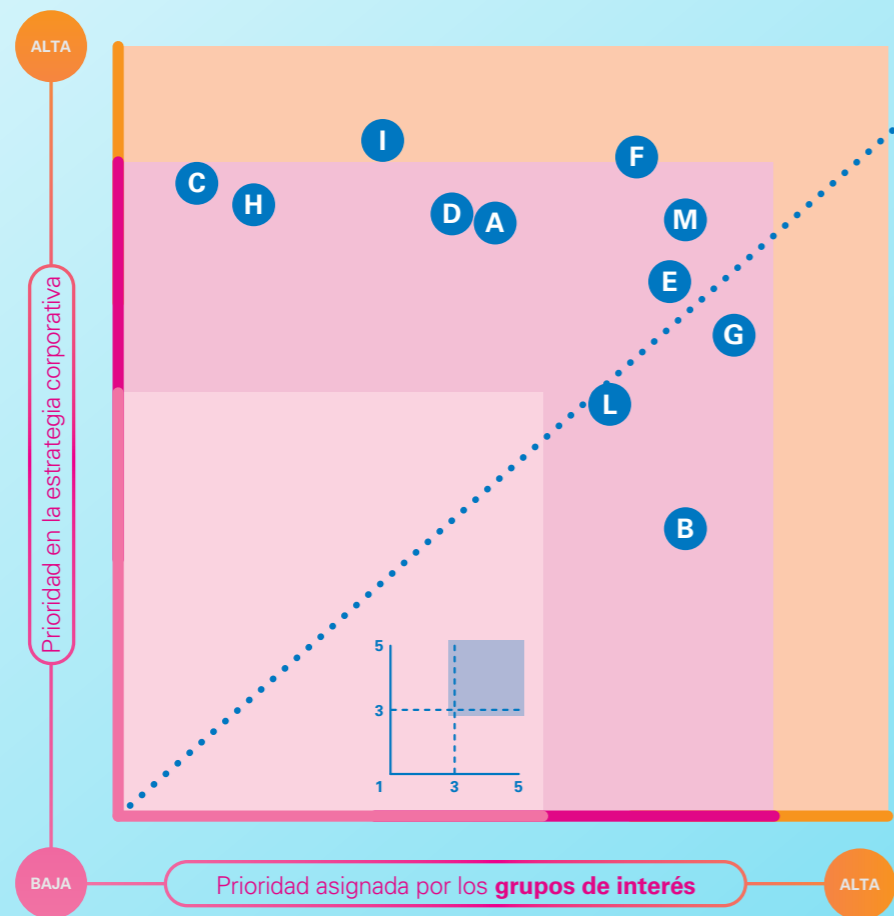 ALTA
I
F
C
H
D
A
M
E
G
L
B
Prioridad en la estrategia corporativa
5
3
1
3
5
BAJA
Prioridad asignada por los grupos de interés
ALTA